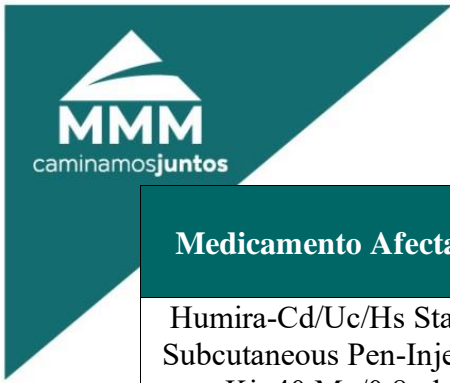 MMM
caminamosjuntos
Medicamento Afecta
Humira-Cd/Uc/Hs Sta
Subcutaneous Pen-Inje